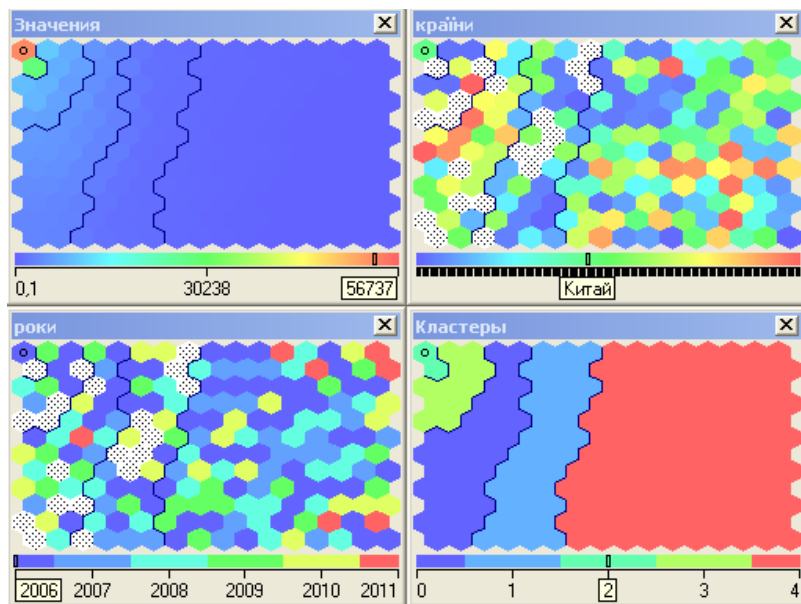 Значения
країни
0,1 30238 56737
Китай
роки
Кластеры
2006 2007 2008 2009 2010 2011
0 1 2 3 4